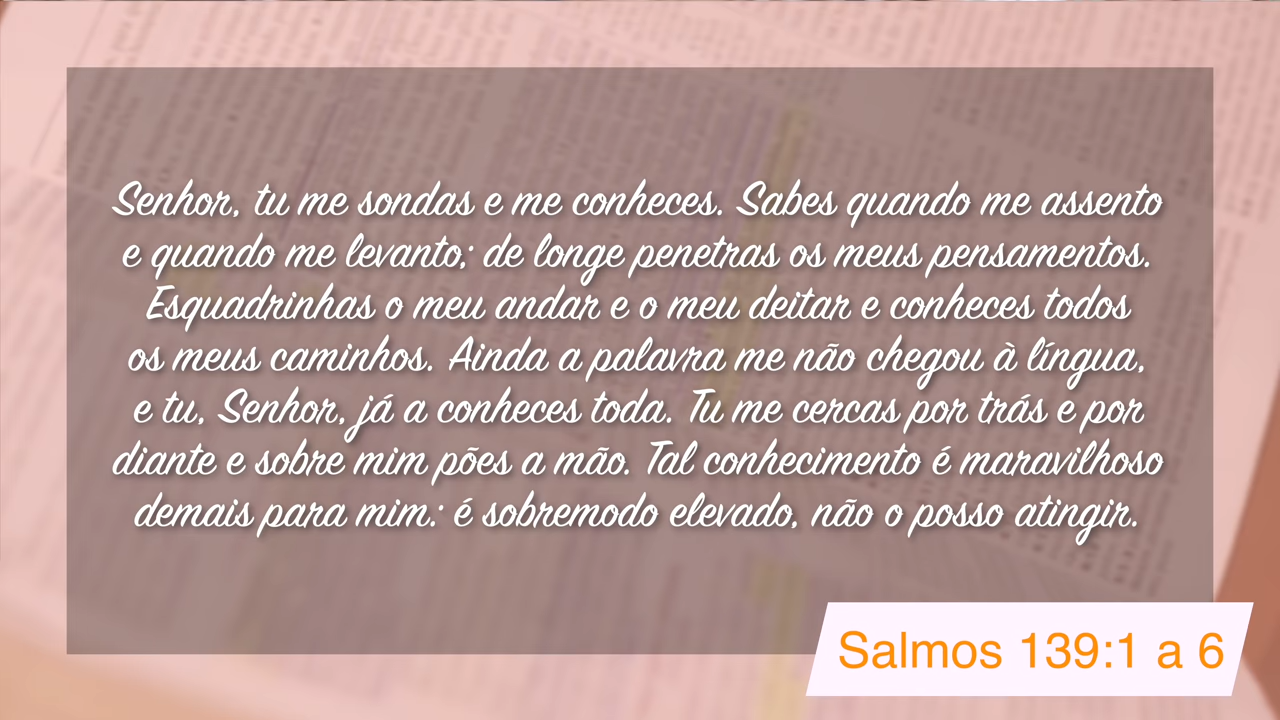 Senhor, tu me sondas e me conheces. Sabes quando me assento
e quando me levanto; de longe penetras os meus pensamentos.
Esquadrinhas o meu andar e o meu deitar e conheces todos
os meus caminhos. Ainda a palavra me não chegou à língua,
e tu, Senhor, já a conheces toda. Tu me cercas por trás e por
diante e sobre mim pões a mão. Tal conhecimento é maravilhoso
demais para mim: é sobremodo elevado, não o posso atingir.
Salmos 139:1 a 6